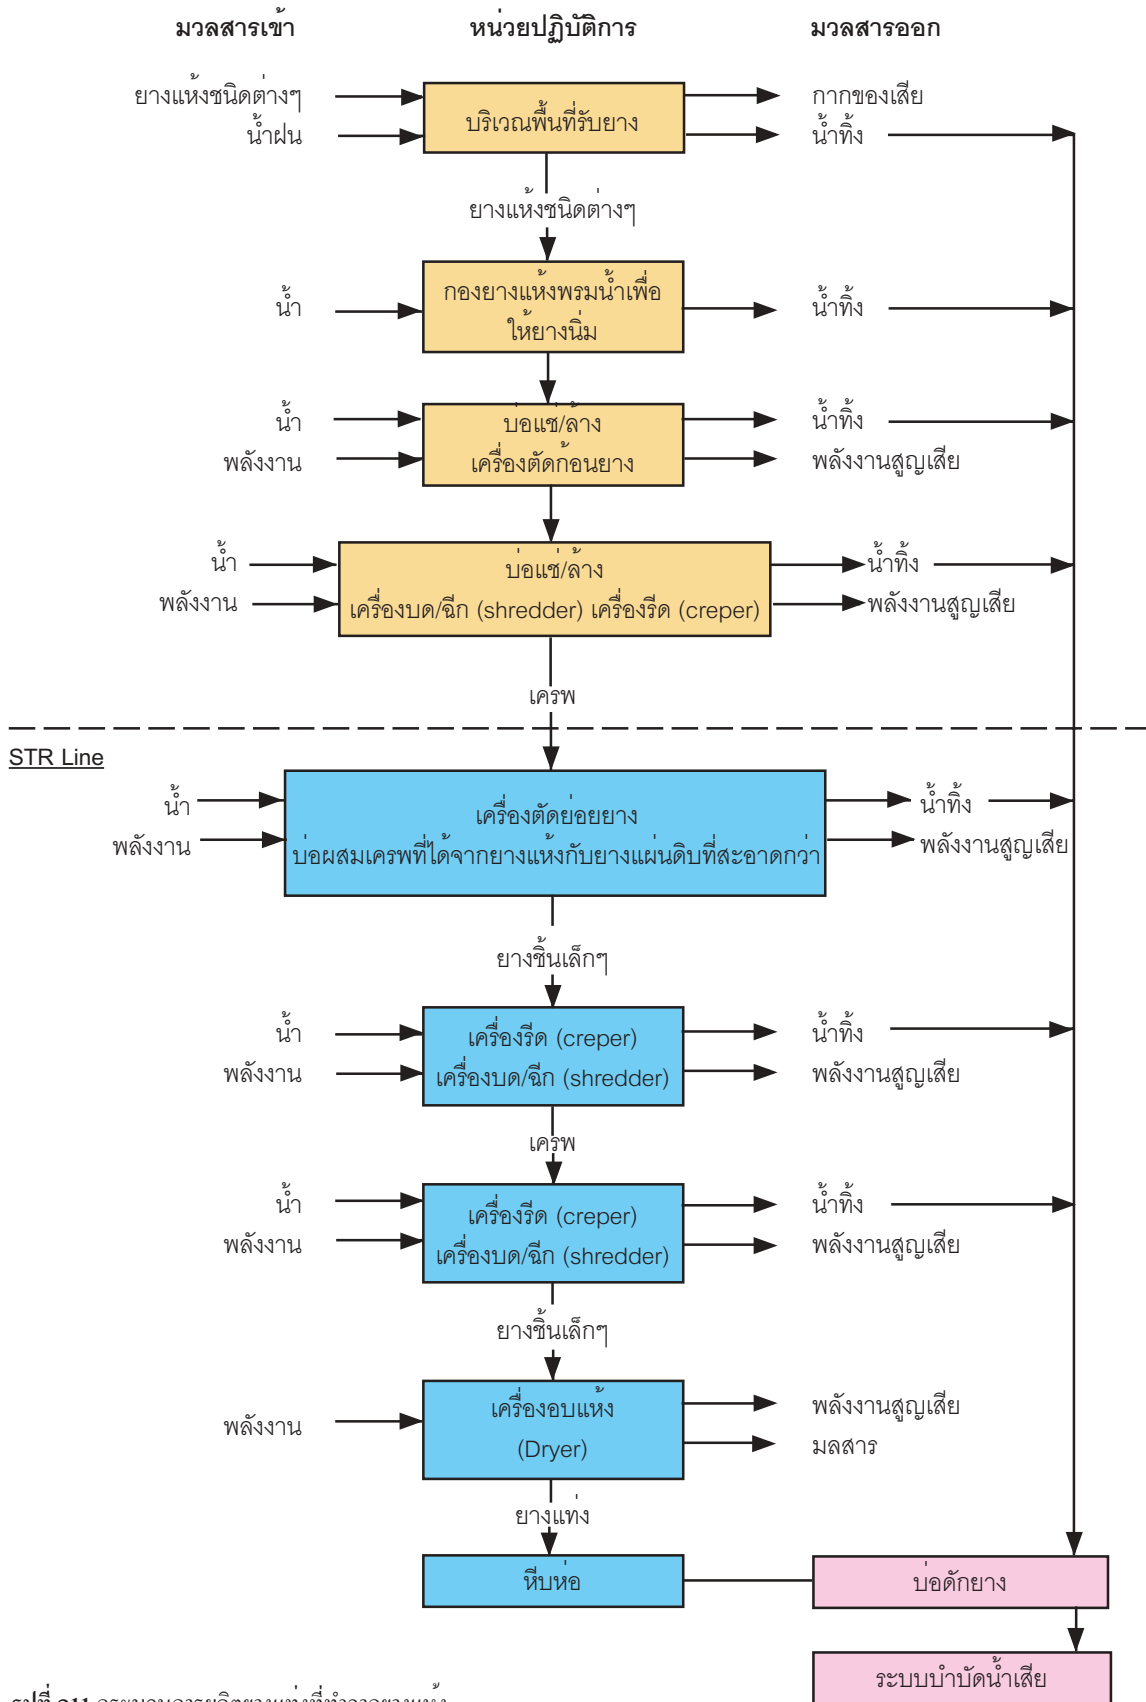 มวลสารเข้า หน่วยปฏิบัติการ มวลสารออก
ยางแห้งชนิดต่างๆ
น้ำฝน
บริเวณพื้นที่รับยาง
กากของเสีย
น้ำทิ้ง
ยางแห้งชนิดต่างๆ
น้ำ
กองยางแห้งพรมน้ำเพื่อ
ให้ยางนิ่ม
น้ำทิ้ง
น้ำ
พลังงาน
บ่อแช่/ล้าง
เครื่องตัดก้อนยาง
น้ำทิ้ง
พลังงานสูญเสีย
น้ำ
พลังงาน
บ่อแช่/ล้าง
เครื่องบด/ฉีก (shredder) เครื่องรีด (creper)
น้ำทิ้ง
พลังงานสูญเสีย
เครพ
STR Line
น้ำ
พลังงาน
เครื่องตัดย่อยยาง
บ่อผสมเครพที่ได้จากยางแห้งกับยางแผ่นดิบที่สะอาดกว่า
น้ำทิ้ง
พลังงานสูญเสีย
ยางชิ้นเล็กๆ
น้ำ
พลังงาน
เครื่องรีด (creper)
เครื่องบด/ฉีก (shredder)
น้ำทิ้ง
พลังงานสูญเสีย
เครพ
น้ำ
พลังงาน
เครื่องรีด (creper)
เครื่องบด/ฉีก (shredder)
น้ำทิ้ง
พลังงานสูญเสีย
ยางชิ้นเล็กๆ
พลังงาน
เครื่องอบแห้ง
(Dryer)
พลังงานสูญเสีย
มลสาร
ยางแท่ง
หีบห่อ
บ่อดักยาง
ระบบบำบัดน้ำเสีย